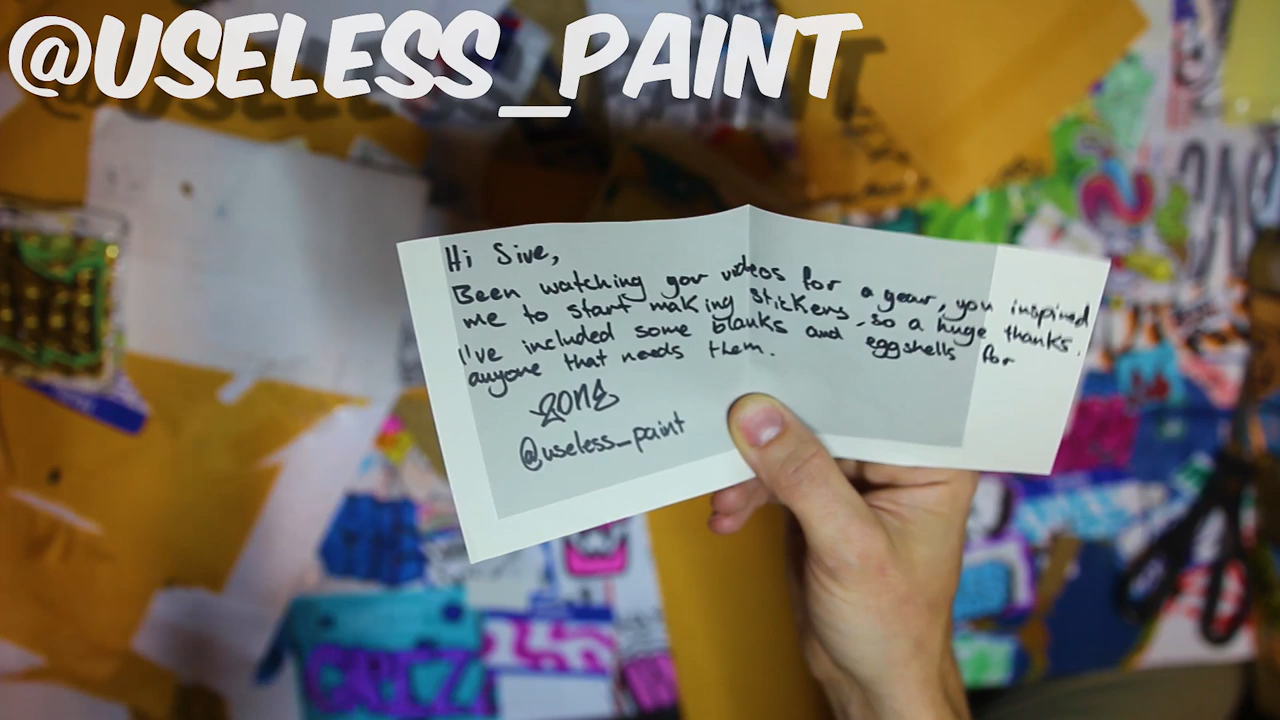 @USELESS_PAINT
Hi Sive,
Been watching your videos for a year, you inspired
me to start making stickers, so a huge thanks.
I've included some blanks and eggshells for
anyone that needs them.
@useless_paint